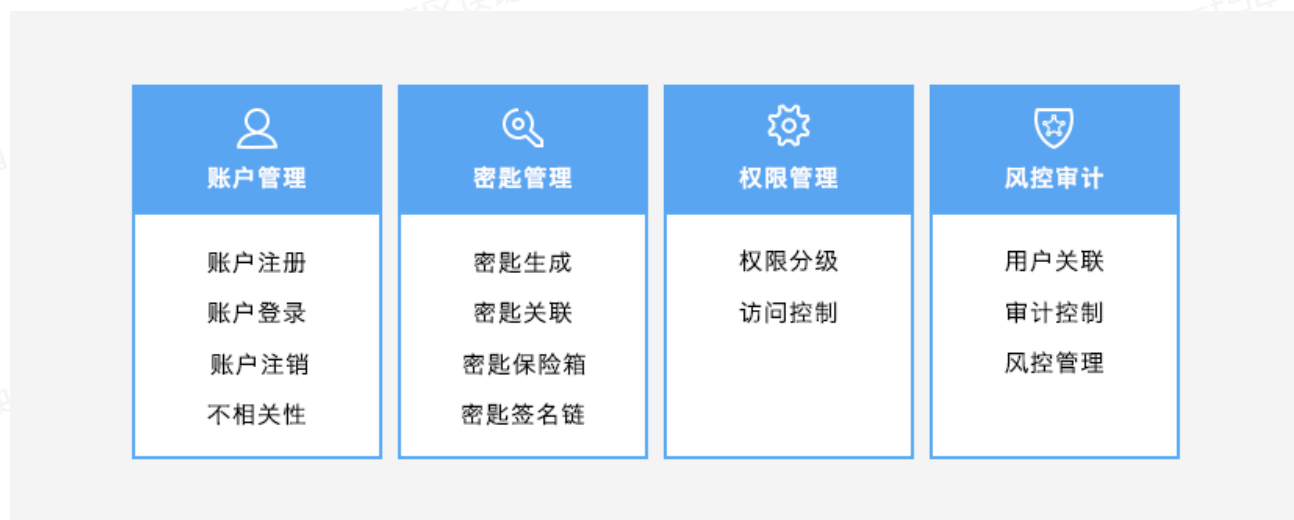 账户管理
账户注册
账户登录
账户注销
不相关性
密匙管理
密匙生成
密匙关联
密匙保险箱
密匙签名链
权限管理
权限分级
访问控制
风控审计
用户关联
审计控制
风控管理